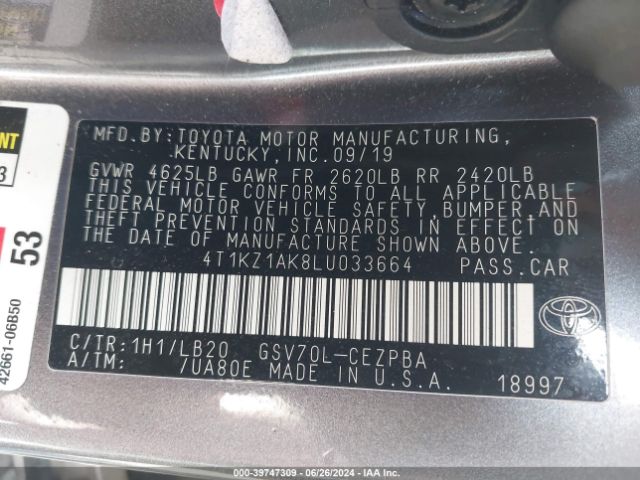 MFD.BY:TOYOTA MOTOR MANUFACTURING,
KENTUCKY, INC. 09/19
GVWR 4625LB GAWR FR 2620LB RR 2420LB
THIS VEHICLE CONFORMS TO ALL APPLICABLE
FEDERAL MOTOR VEHICLE SAFETY, BUMPER, AND
THEFT PREVENTION STANDARDS IN EFFECT ON
THE DATE OF MANUFACTURE SHOWN ABOVE.
4T1KZ1AK8LU033664 PASS.CAR
C/TR:1H1/LB20 GSV70L-CEZPBA
A/TM: /UA80E MADE IN U.S.A.
18997
TOYOTA
53
42661-06B50
00-39747309 | 06/26/2024 | IAA